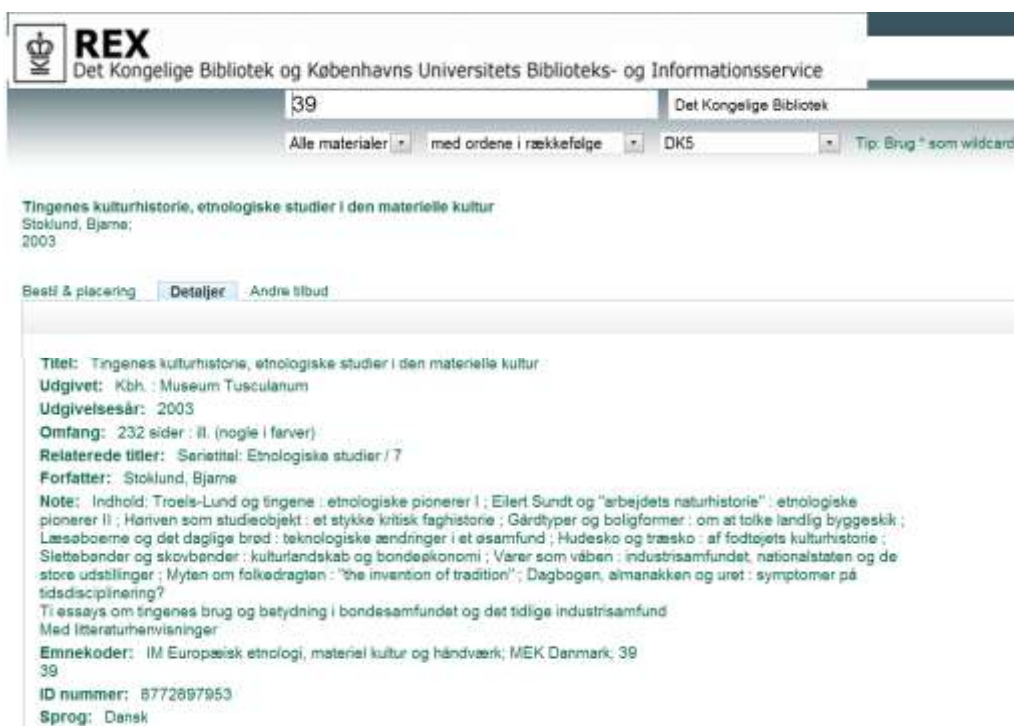 REX
Det Kongelige Bibliotek og Københavns Universitets Biblioteks- og Informationsservice
39 Det Kongelige Bibliotek
Alle materialer med ordene i rækkefølge DK5 Tip: Brug * som wildcard
Tingenes kulturhistorie, etnologiske studier i den materielle kultur
Stoklund, Bjarne;
2003
Bestil & placering Detaljer Andre tilbud
Titel: Tingenes kulturhistorie, etnologiske studier i den materielle kultur
Udgivet: Kbh. : Museum Tusculanum
Udgivelsesår: 2003
Omfang: 232 sider : ill. (nogle i farver)
Relaterede titler: Serietitel: Etnologiske studier / 7
Forfatter: Stoklund, Bjarne
Note: Indhold: Troels-Lund og tingene : etnologiske pionerer I ; Eilert Sundt og "arbejdets naturhistorie" : etnologiske
pionerer II ; Høriven som studieobjekt : et stykke kritisk faghistorie ; Gårdtyper og boligformer : om at tolke landlig byggeskik ;
Læsøboerne og det daglige brød : teknologiske ændringer i et øsamfund ; Hudesko og træsko : af fodtøjets kulturhistorie ;
Slettebønder og skovbønder : kulturlandskab og bondeøkonomi ; Varer som våben : industrisamfundet, nationalstaten og de
store udstillinger ; Myten om folkedragten : "the invention of tradition" ; Dagbogen, almanakken og uret : symptomer på
tidsdisciplinering?
Ti essays om tingenes brug og betydning i bondesamfundet og det tidlige industrisamfund
Med litteraturhenvisninger
Emnekoder: IM Europæisk etnologi, materiel kultur og håndværk; MEK Danmark; 39
39
ID nummer: 8772897953
Sprog: Dansk